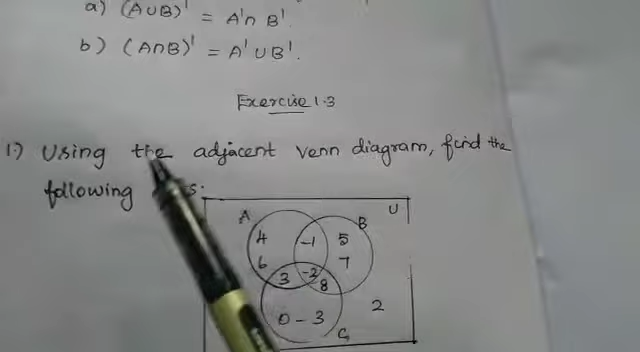 a) (A∪B)' = A'∩ B'.
b) (A∩B)' = A' ∪ B'.
Exercise 1.3
1.) Using the adjacent venn diagram, find the
following s.
A U
B
4 -1 5
6 7
3 -2 8
0 -3 2
C